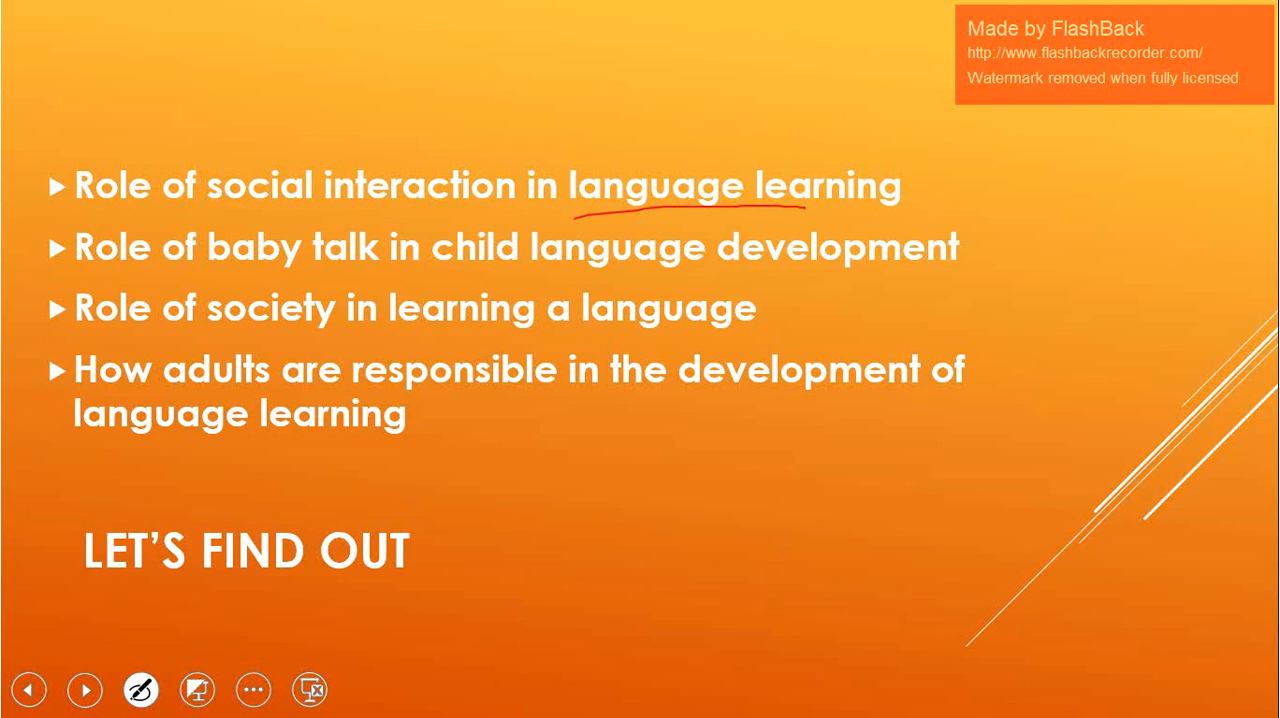 Made by FlashBack
http://www.flashbackrecorder.com/
Watermark removed when fully licensed
Role of social interaction in language learning
Role of baby talk in child language development
Role of society in learning a language
How adults are responsible in the development of
language learning
LET'S FIND OUT